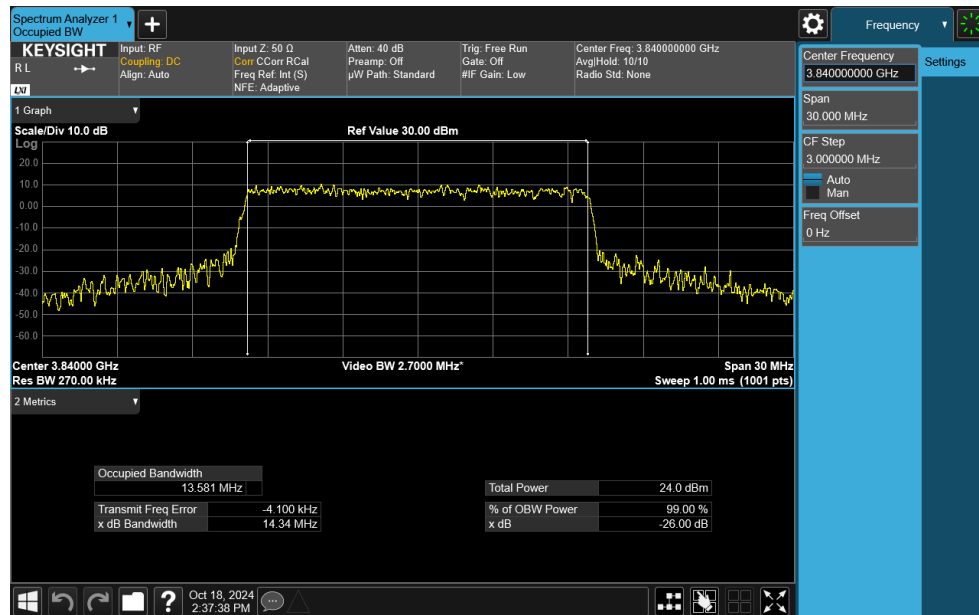 Spectrum Analyzer 1
Occupied BW
+
Frequency
KEYSIGHT
R L
LXI
Input: RF
Coupling: DC
Align: Auto
Input Z: 50 Ω
Corr CCorr RCal
Freq Ref: Int (S)
NFE: Adaptive
Atten: 40 dB
Preamp: Off
µW Path: Standard
Trig: Free Run
Gate: Off
#IF Gain: Low
Center Freq: 3.840000000 GHz
Avg|Hold: 10/10
Radio Std: None
Center Frequency
3.840000000 GHz
Settings
Span
30.000 MHz
CF Step
3.000000 MHz
Auto
Man
Freq Offset
0 Hz
1 Graph
Scale/Div 10.0 dB
Ref Value 30.00 dBm
Log
20.0
10.0
0.00
-10.0
-20.0
-30.0
-40.0
-50.0
-60.0
Center 3.84000 GHz
Video BW 2.7000 MHz*
Span 30 MHz
Res BW 270.00 kHz
Sweep 1.00 ms (1001 pts)
2 Metrics
Occupied Bandwidth
13.581 MHz
Total Power 24.0 dBm
Transmit Freq Error -4.100 kHz
% of OBW Power 99.00 %
x dB Bandwidth 14.34 MHz
x dB -26.00 dB
?
Oct 18, 2024
2:37:38 PM